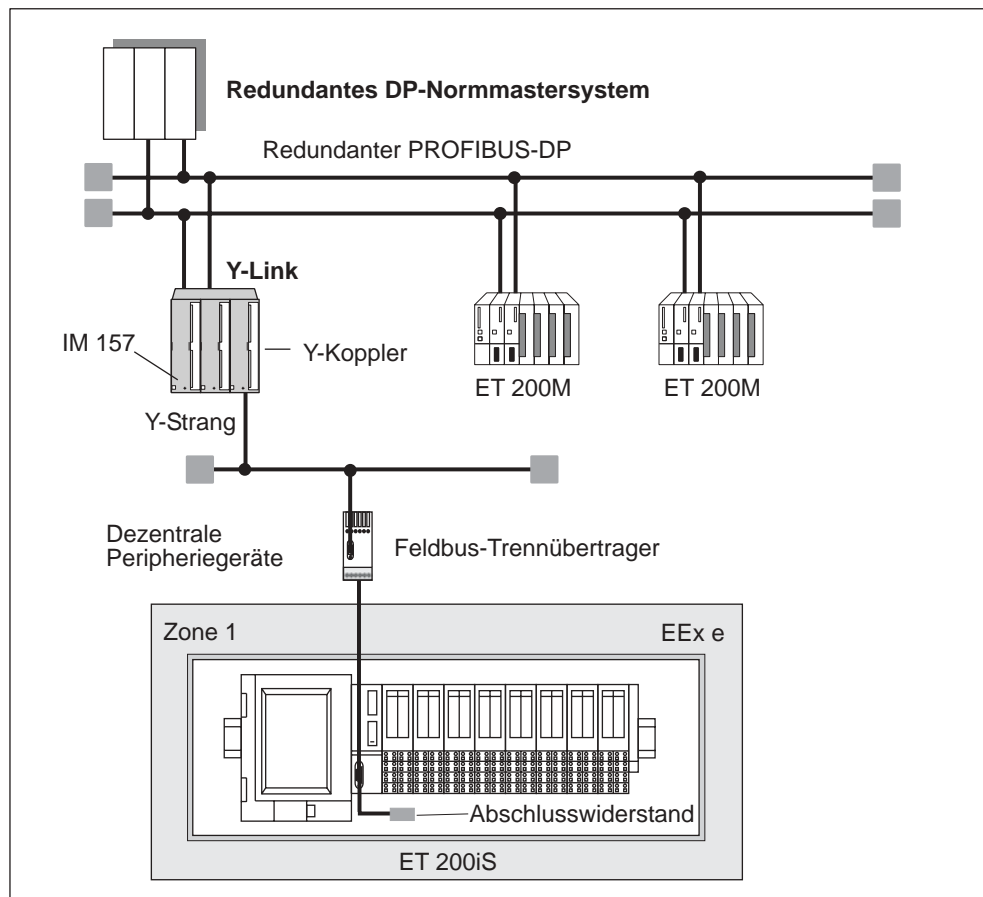 Redundantes DP-Normmastersystem
Redundanter PROFIBUS-DP
Y-Link
IM 157
Y-Koppler
ET 200M
ET 200M
Y-Strang
Dezentrale
Peripheriegeräte
Feldbus-Trennübertrager
Zone 1
EEx e
Abschlusswiderstand
ET 200iS